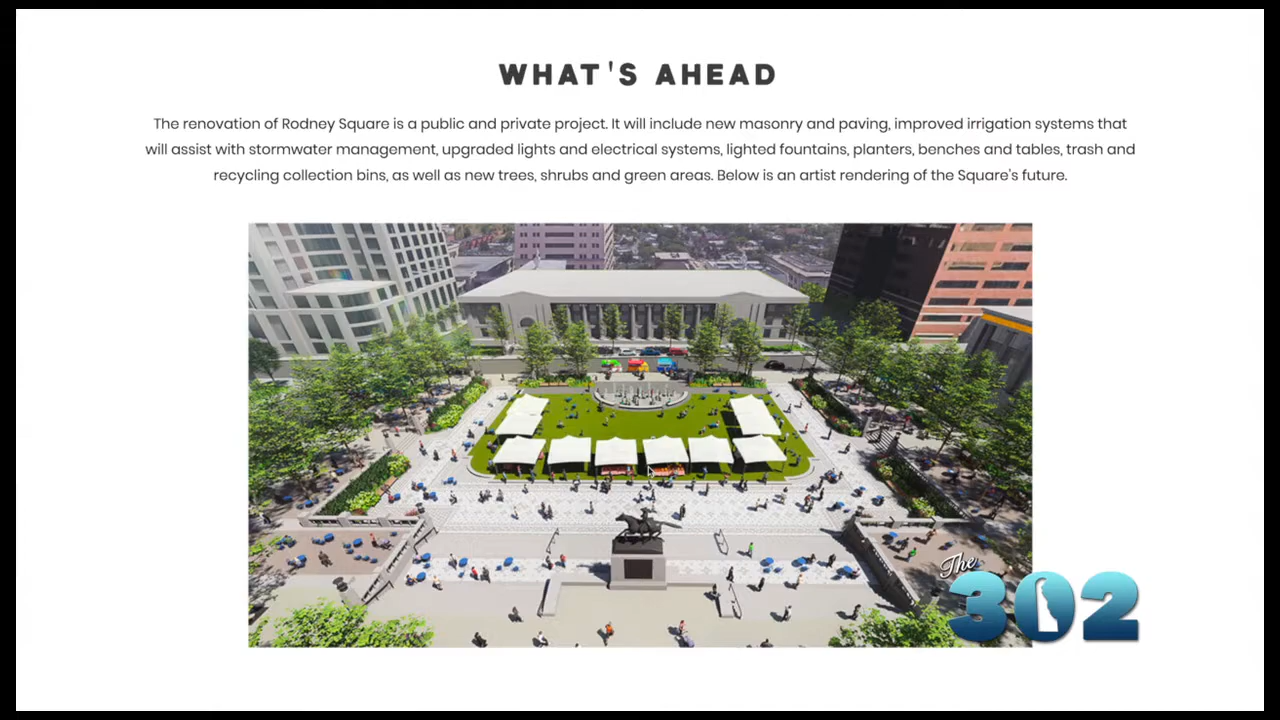 WHAT'S AHEAD
The renovation of Rodney Square is a public and private project. It will include new masonry and paving, improved irrigation systems that
will assist with stormwater management, upgraded lights and electrical systems, lighted fountains, planters, benches and tables, trash and
recycling collection bins, as well as new trees, shrubs and green areas. Below is an artist rendering of the Square's future.
The
302